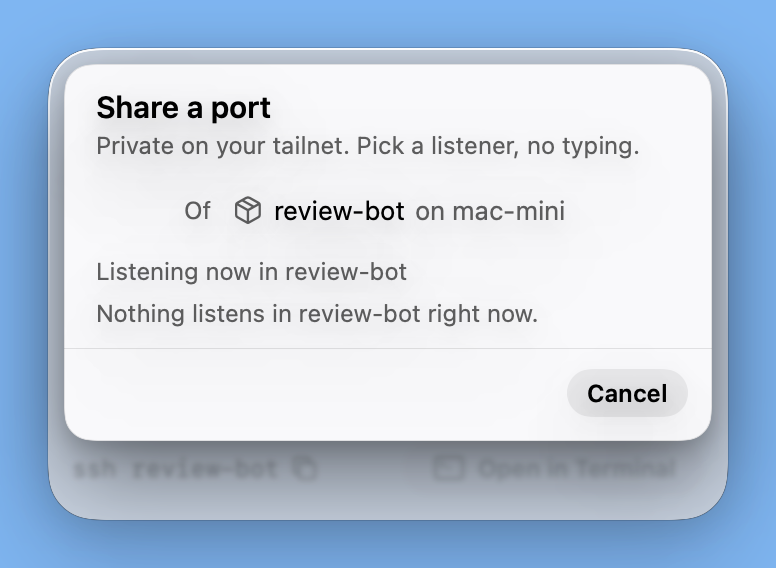 Share a port
Private on your tailnet. Pick a listener, no typing.
Of review-bot on mac-mini
Listening now in review-bot
Nothing listens in review-bot right now.
Cancel
ssh review-bot Open in Terminal